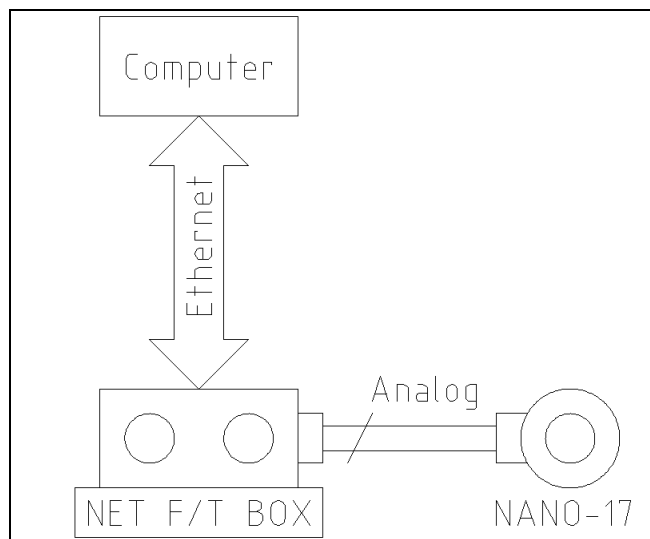 Computer
Ethernet
Analog
NET F/T BOX
NANO-17